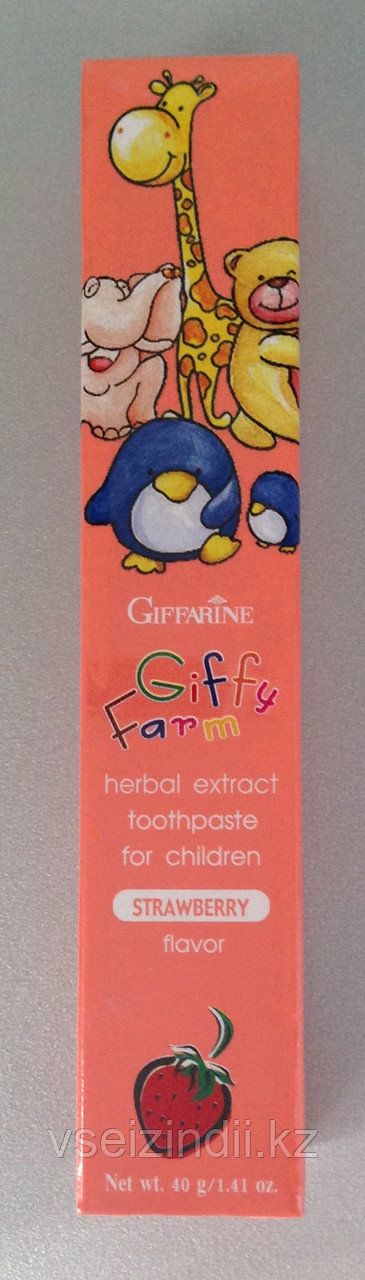 GIFFARINE
Giffy
Farm
herbal extract
toothpaste
for children
STRAWBERRY
flavor
vseizindii.kz
Net wt. 40 g/1.41 oz.